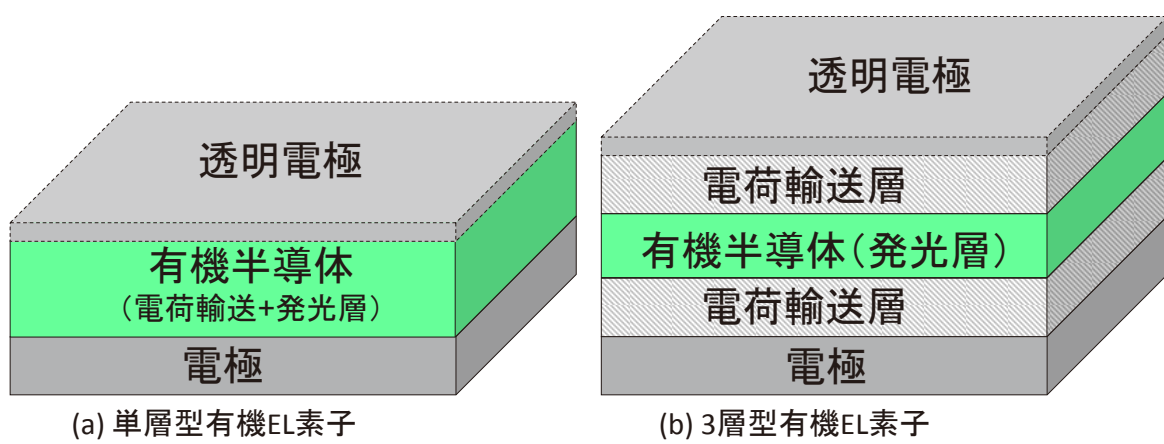 透明電極
有機半導体
（電荷輸送+発光層）
電極
(a) 単層型有機EL素子
透明電極
電荷輸送層
有機半導体（発光層）
電荷輸送層
電極
(b) 3層型有機EL素子